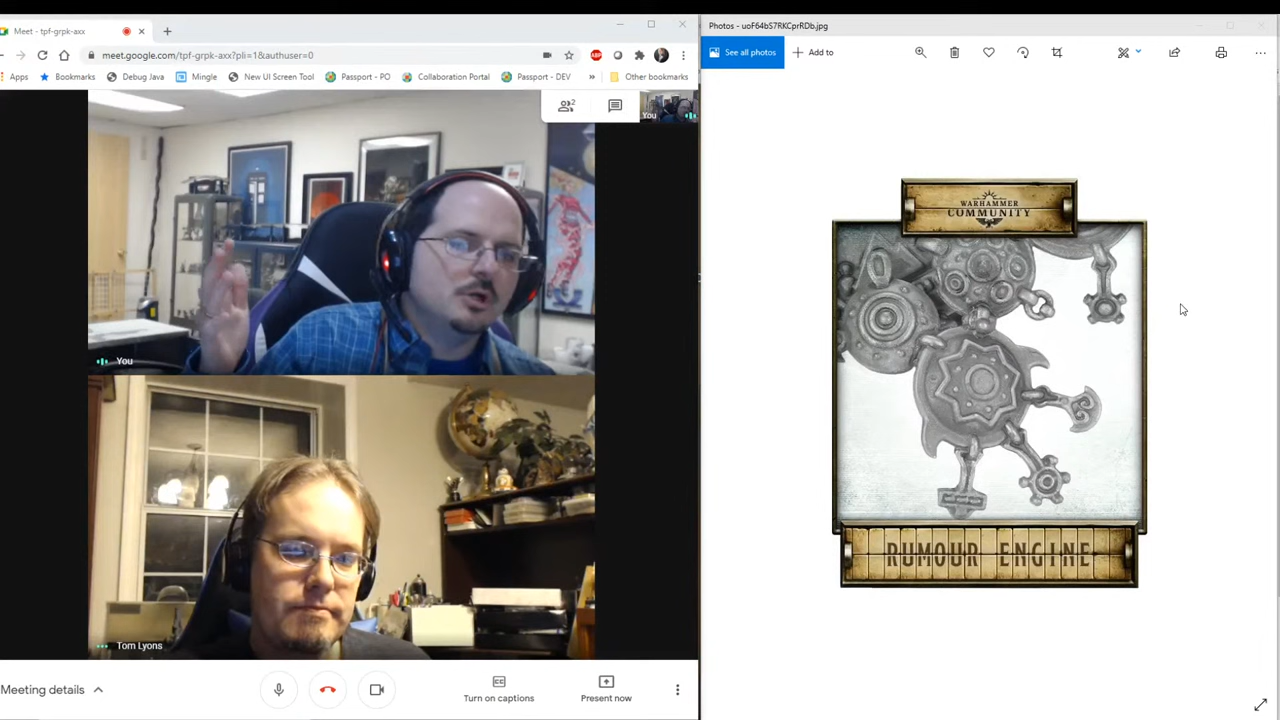 Meet - tpf-grpk-axx
meet.google.com/tpf-grpk-axx?pli=1&authuser=0
ABP
Apps
Bookmarks
Debug Java
Mingle
New UI Screen Tool
Passport - PO
Collaboration Portal
Passport - DEV
»
Other bookmarks
2
You
You
Tom Lyons
Meeting details
Turn on captions
Present now
Photos - uoF64bS7RKCprRDb.jpg
See all photos
Add to
WARHAMMER
COMMUNITY
RUMOUR ENGINE